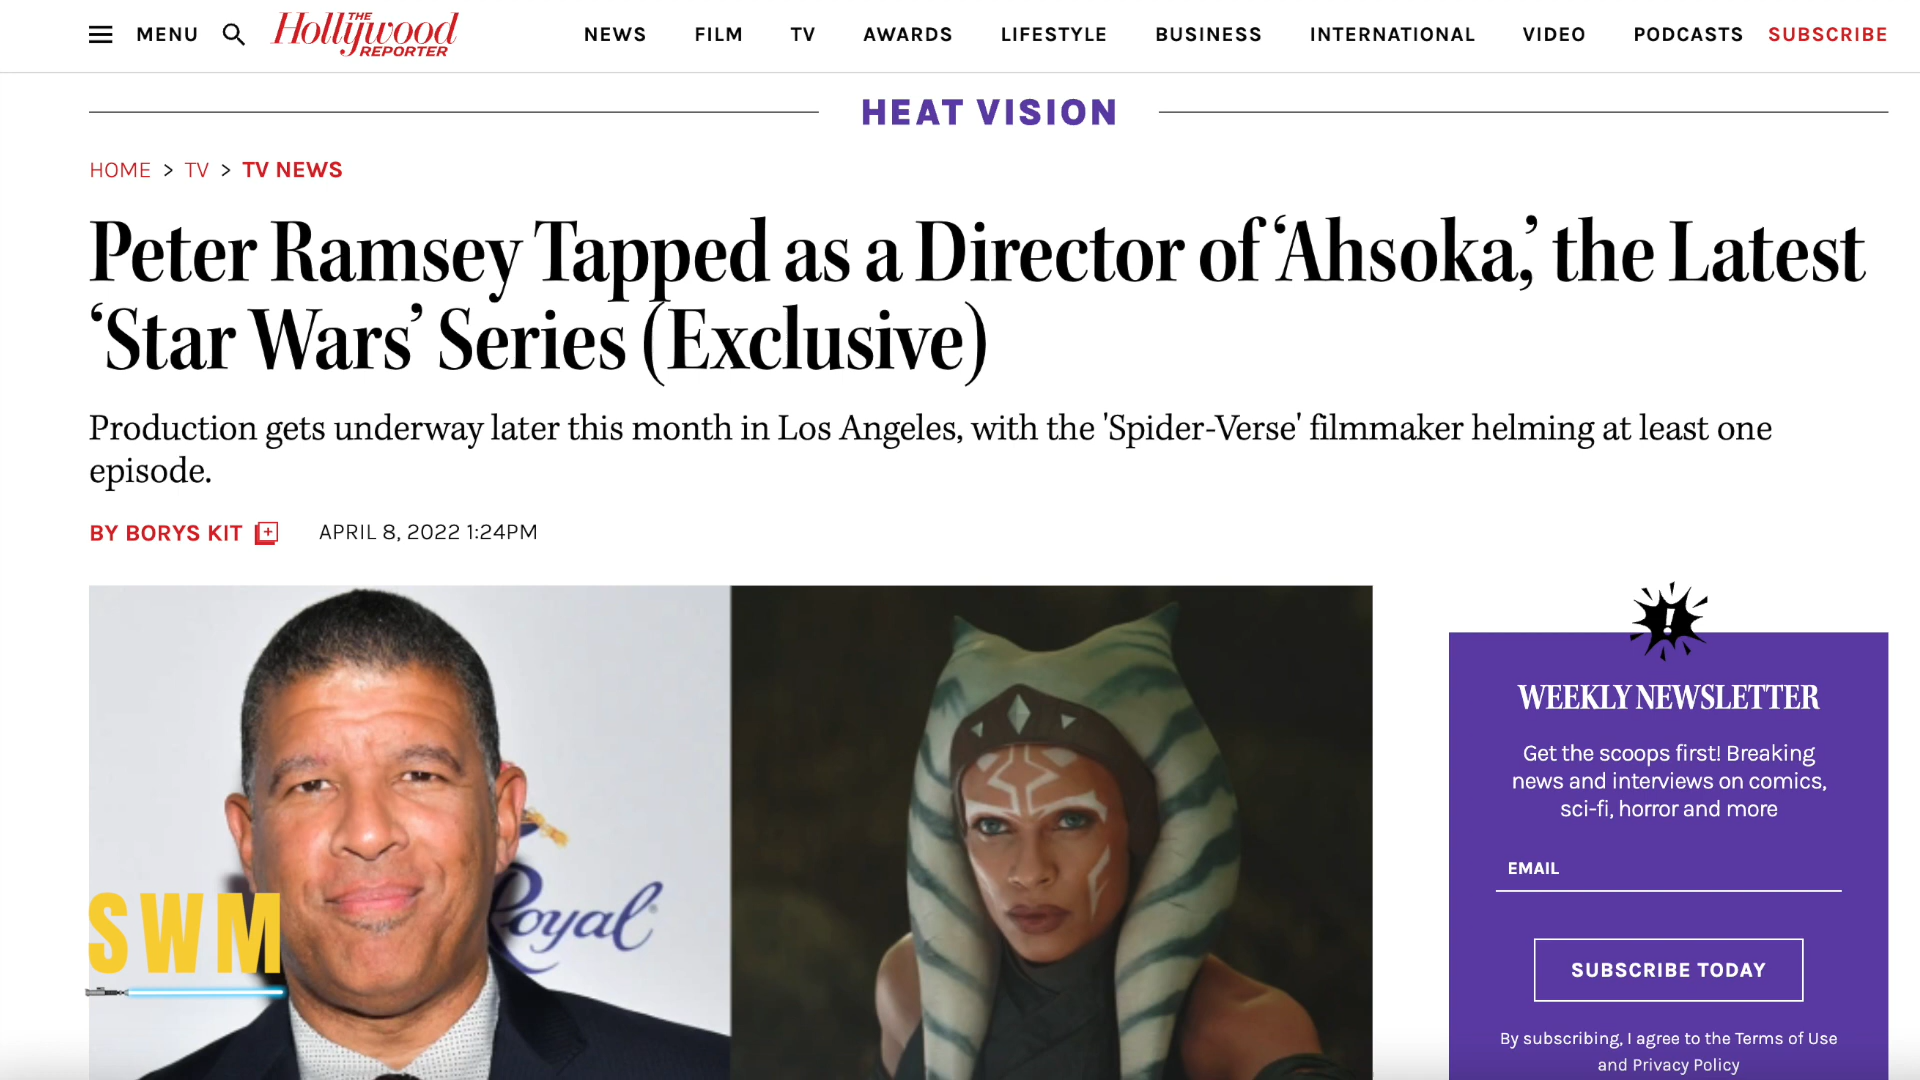 MENU
THE
Hollywood
REPORTER
NEWS
FILM
TV
AWARDS
LIFESTYLE
BUSINESS
INTERNATIONAL
VIDEO
PODCASTS
SUBSCRIBE
HEAT VISION
HOME > TV > TV NEWS
Peter Ramsey Tapped as a Director of ‘Ahsoka,’ the Latest
‘Star Wars’ Series (Exclusive)
Production gets underway later this month in Los Angeles, with the 'Spider-Verse' filmmaker helming at least one
episode.
BY BORYS KIT
APRIL 8, 2022 1:24PM
Royal
SWM
!
WEEKLY NEWSLETTER
Get the scoops first! Breaking
news and interviews on comics,
sci-fi, horror and more
EMAIL
SUBSCRIBE TODAY
By subscribing, I agree to the Terms of Use
and Privacy Policy